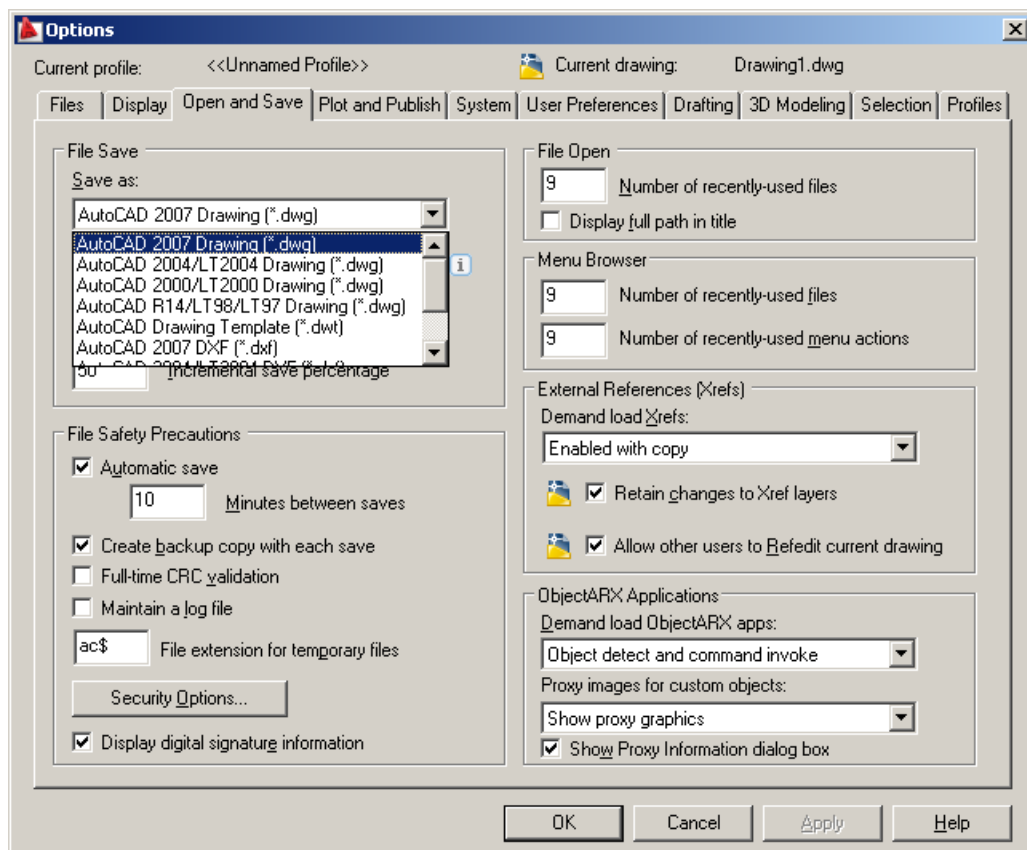 Options
Current profile: <<Unnamed Profile>> Current drawing: Drawing1.dwg
Files Display Open and Save Plot and Publish System User Preferences Drafting 3D Modeling Selection Profiles
File Save
Save as:
AutoCAD 2007 Drawing (*.dwg)
AutoCAD 2007 Drawing (*.dwg)
AutoCAD 2004/LT2004 Drawing (*.dwg)
AutoCAD 2000/LT2000 Drawing (*.dwg)
AutoCAD R14/LT98/LT97 Drawing (*.dwg)
AutoCAD Drawing Template (*.dwt)
AutoCAD 2007 DXF (*.dxf)
AutoCAD 2004/LT2004 DXF (*.dxf)
50 Incremental save percentage
File Safety Precautions
Automatic save
10 Minutes between saves
Create backup copy with each save
Full-time CRC validation
Maintain a log file
ac$ File extension for temporary files
Security Options...
Display digital signature information
File Open
9 Number of recently-used files
Display full path in title
Menu Browser
9 Number of recently-used files
9 Number of recently-used menu actions
External References (Xrefs)
Demand load Xrefs:
Enabled with copy
Retain changes to Xref layers
Allow other users to Refedit current drawing
ObjectARX Applications
Demand load ObjectARX apps:
Object detect and command invoke
Proxy images for custom objects:
Show proxy graphics
Show Proxy Information dialog box
OK Cancel Apply Help